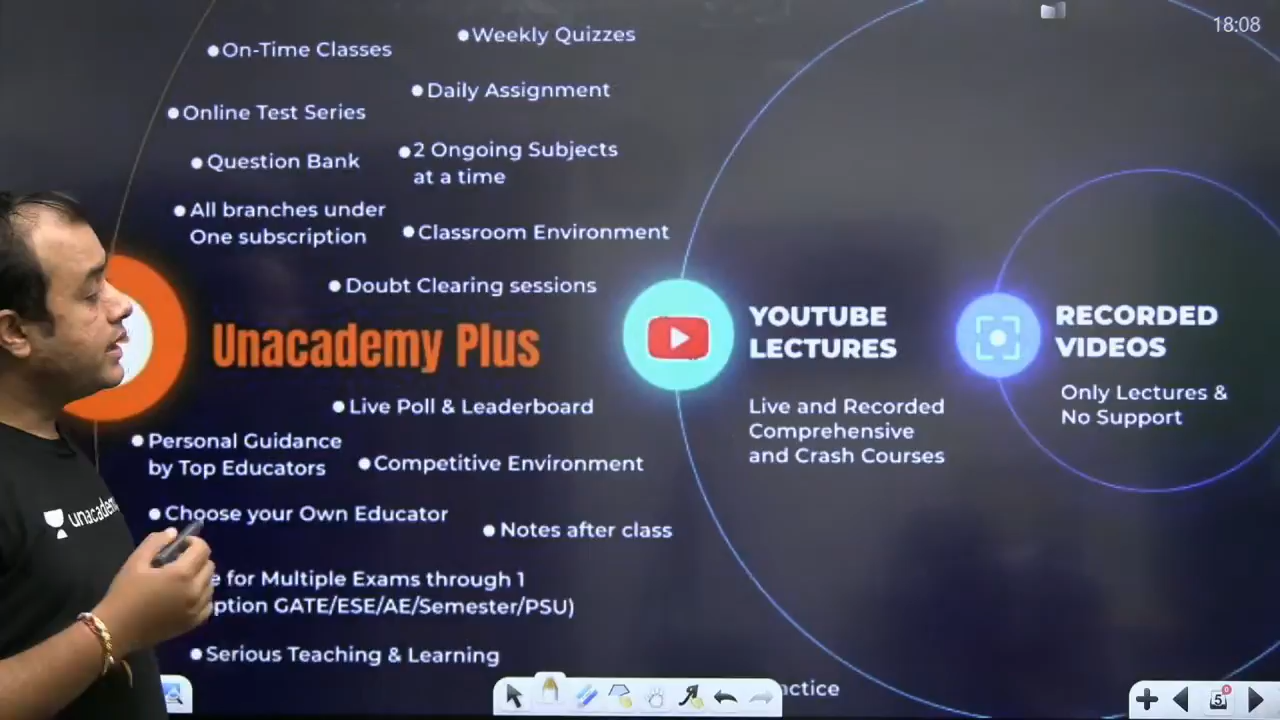 18:08
Weekly Quizzes
On-Time Classes
Daily Assignment
Online Test Series
2 Ongoing Subjects
at a time
Question Bank
All branches under
One subscription
Classroom Environment
Doubt Clearing sessions
Unacademy Plus
Live Poll & Leaderboard
Personal Guidance
by Top Educators
Competitive Environment
Choose your Own Educator
Notes after class
for Multiple Exams through 1
GATE/ESE/AE/Semester/PSU)
Serious Teaching & Learning
YOUTUBE
LECTURES
Live and Recorded
Comprehensive
and Crash Courses
RECORDED
VIDEOS
Only Lectures &
No Support
unacademy
5